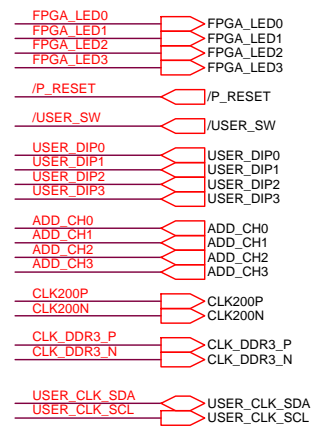 FPGA_LED0 FPGA_LED0
FPGA_LED1 FPGA_LED1
FPGA_LED2 FPGA_LED2
FPGA_LED3 FPGA_LED3
/P_RESET /P_RESET
/USER_SW /USER_SW
USER_DIP0 USER_DIP0
USER_DIP1 USER_DIP1
USER_DIP2 USER_DIP2
USER_DIP3 USER_DIP3
ADD_CH0 ADD_CH0
ADD_CH1 ADD_CH1
ADD_CH2 ADD_CH2
ADD_CH3 ADD_CH3
CLK200P CLK200P
CLK200N CLK200N
CLK_DDR3_P CLK_DDR3_P
CLK_DDR3_N CLK_DDR3_N
USER_CLK_SDA USER_CLK_SDA
USER_CLK_SCL USER_CLK_SCL